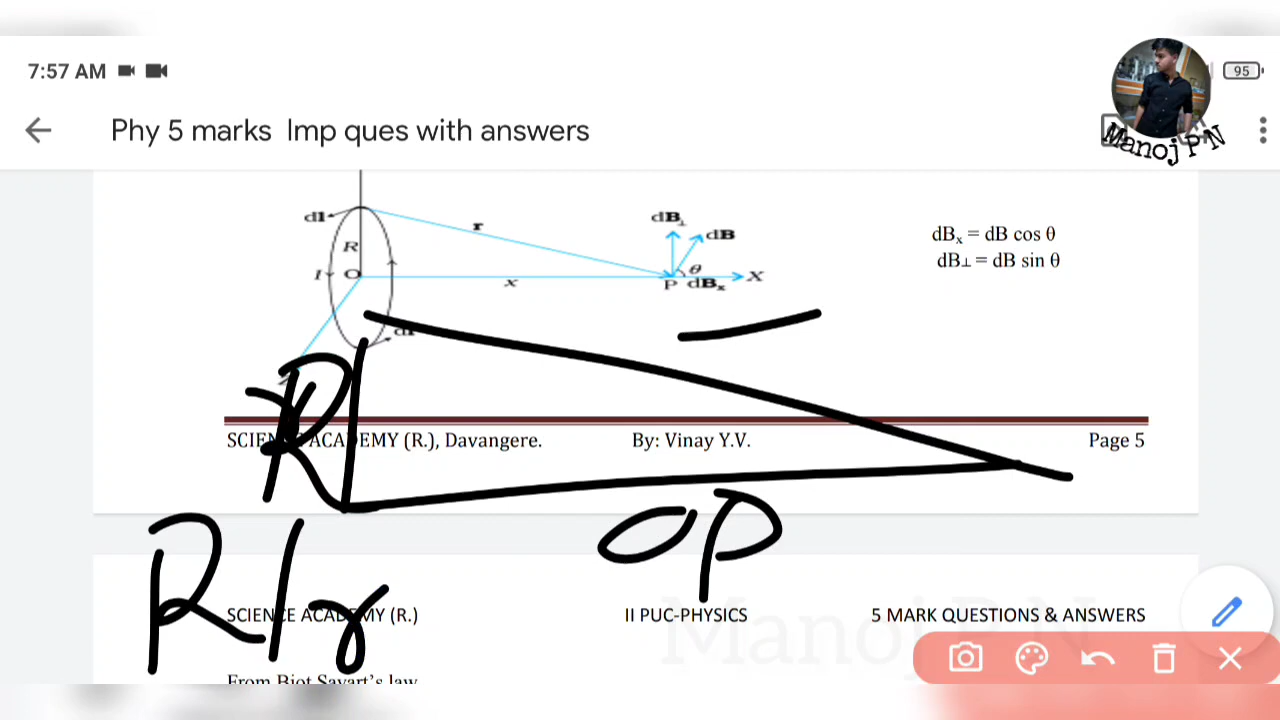 7:57 AM
95
Phy 5 marks Imp ques with answers
Manoj P N
dl
r
R
I
O
x
dB⊥
dB
θ
P dBₓ
X
dl
dBₓ = dB cos θ
dB⊥ = dB sin θ
R
SCIENCE ACADEMY (R.), Davangere. By: Vinay Y.V. Page 5
OP
R/r
SCIENCE ACADEMY (R.) II PUC-PHYSICS 5 MARK QUESTIONS & ANSWERS
Manoj P N
From Biot Savart's law